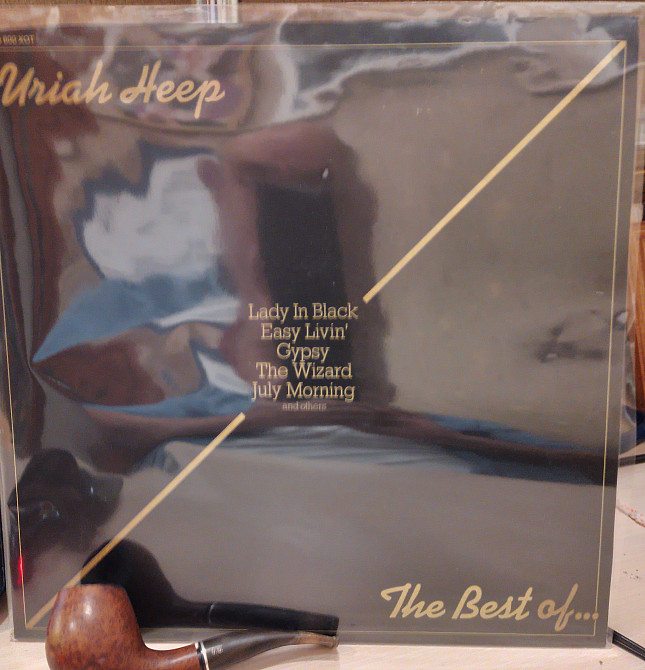 Uriah Heep
Lady In Black
Easy Livin'
Gypsy
The Wizard
July Morning
and others
The Best of...